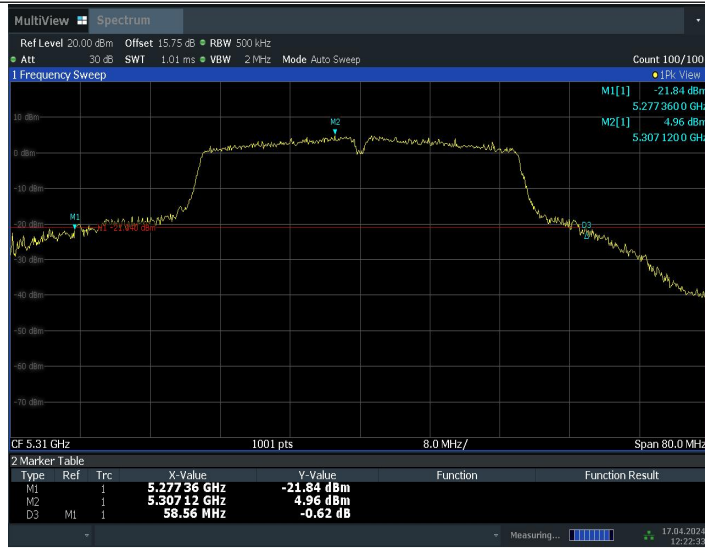 MultiView Spectrum
Ref Level 20.00 dBm Offset 15.75 dB RBW 500 kHz
Att 30 dB SWT 1.01 ms VBW 2 MHz Mode Auto Sweep Count 100/100
1 Frequency Sweep 1Pk View
M1[1] -21.84 dBm
5.277 360 0 GHz
M2[1] 4.96 dBm
5.307 120 0 GHz
10 dBm
M2
0 dBm
-10 dBm
M1
-20 dBm
H1 -21.040 dBm
D3
-30 dBm
-40 dBm
-50 dBm
-60 dBm
-70 dBm
CF 5.31 GHz 1001 pts 8.0 MHz/ Span 80.0 MHz
2 Marker Table
Type Ref Trc X-Value Y-Value Function Function Result
M1 1 5.277 36 GHz -21.84 dBm
M2 1 5.307 12 GHz 4.96 dBm
D3 M1 1 58.56 MHz -0.62 dB
Measuring... 17.04.2024
12:22:33